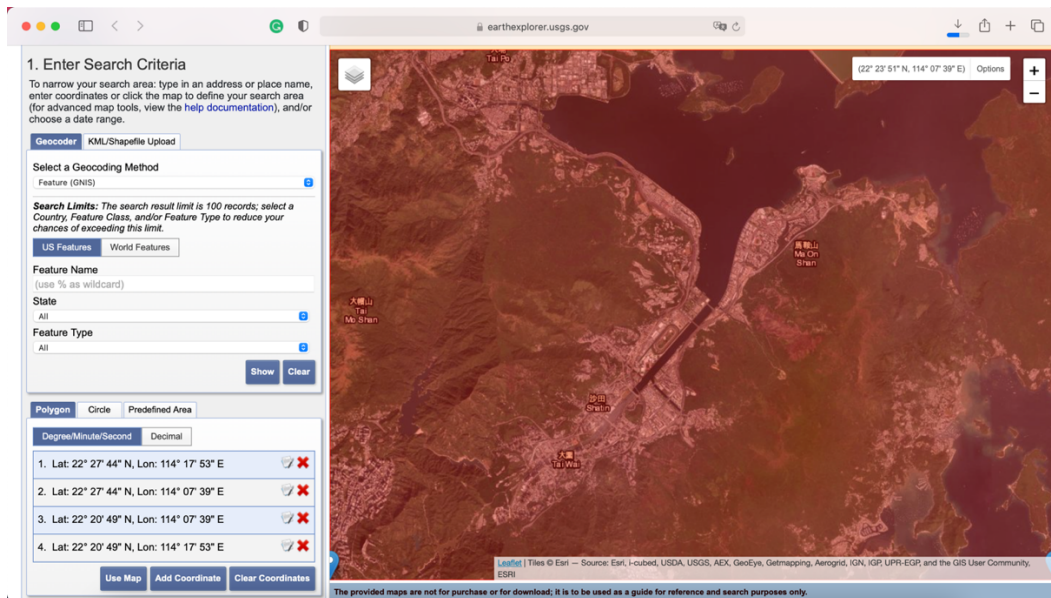 earthexplorer.usgs.gov
1. Enter Search Criteria
To narrow your search area: type in an address or place name,
enter coordinates or click the map to define your search area
(for advanced map tools, view the help documentation), and/or
choose a date range.
Geocoder KML/Shapefile Upload
Select a Geocoding Method
Feature (GNIS)
Search Limits: The search result limit is 100 records; select a
Country, Feature Class, and/or Feature Type to reduce your
chances of exceeding this limit.
US Features World Features
Feature Name
(use % as wildcard)
State
All
Feature Type
All
Show Clear
Polygon Circle Predefined Area
Degree/Minute/Second Decimal
1. Lat: 22° 27' 44" N, Lon: 114° 17' 53" E
2. Lat: 22° 27' 44" N, Lon: 114° 07' 39" E
3. Lat: 22° 20' 49" N, Lon: 114° 07' 39" E
4. Lat: 22° 20' 49" N, Lon: 114° 17' 53" E
Use Map Add Coordinate Clear Coordinates
Tai Po
(22° 23' 51" N, 114° 07' 39" E) Options
+
−
馬鞍山
Ma On
Shan
大帽山
Tai
Mo Shan
沙田
Shatin
大圍
Tai Wai
Leaflet | Tiles © Esri — Source: Esri, i-cubed, USDA, USGS, AEX, GeoEye, Getmapping, Aerogrid, IGN, IGP, UPR-EGP, and the GIS User Community,
ESRI
The provided maps are not for purchase or for download; it is to be used as a guide for reference and search purposes only.